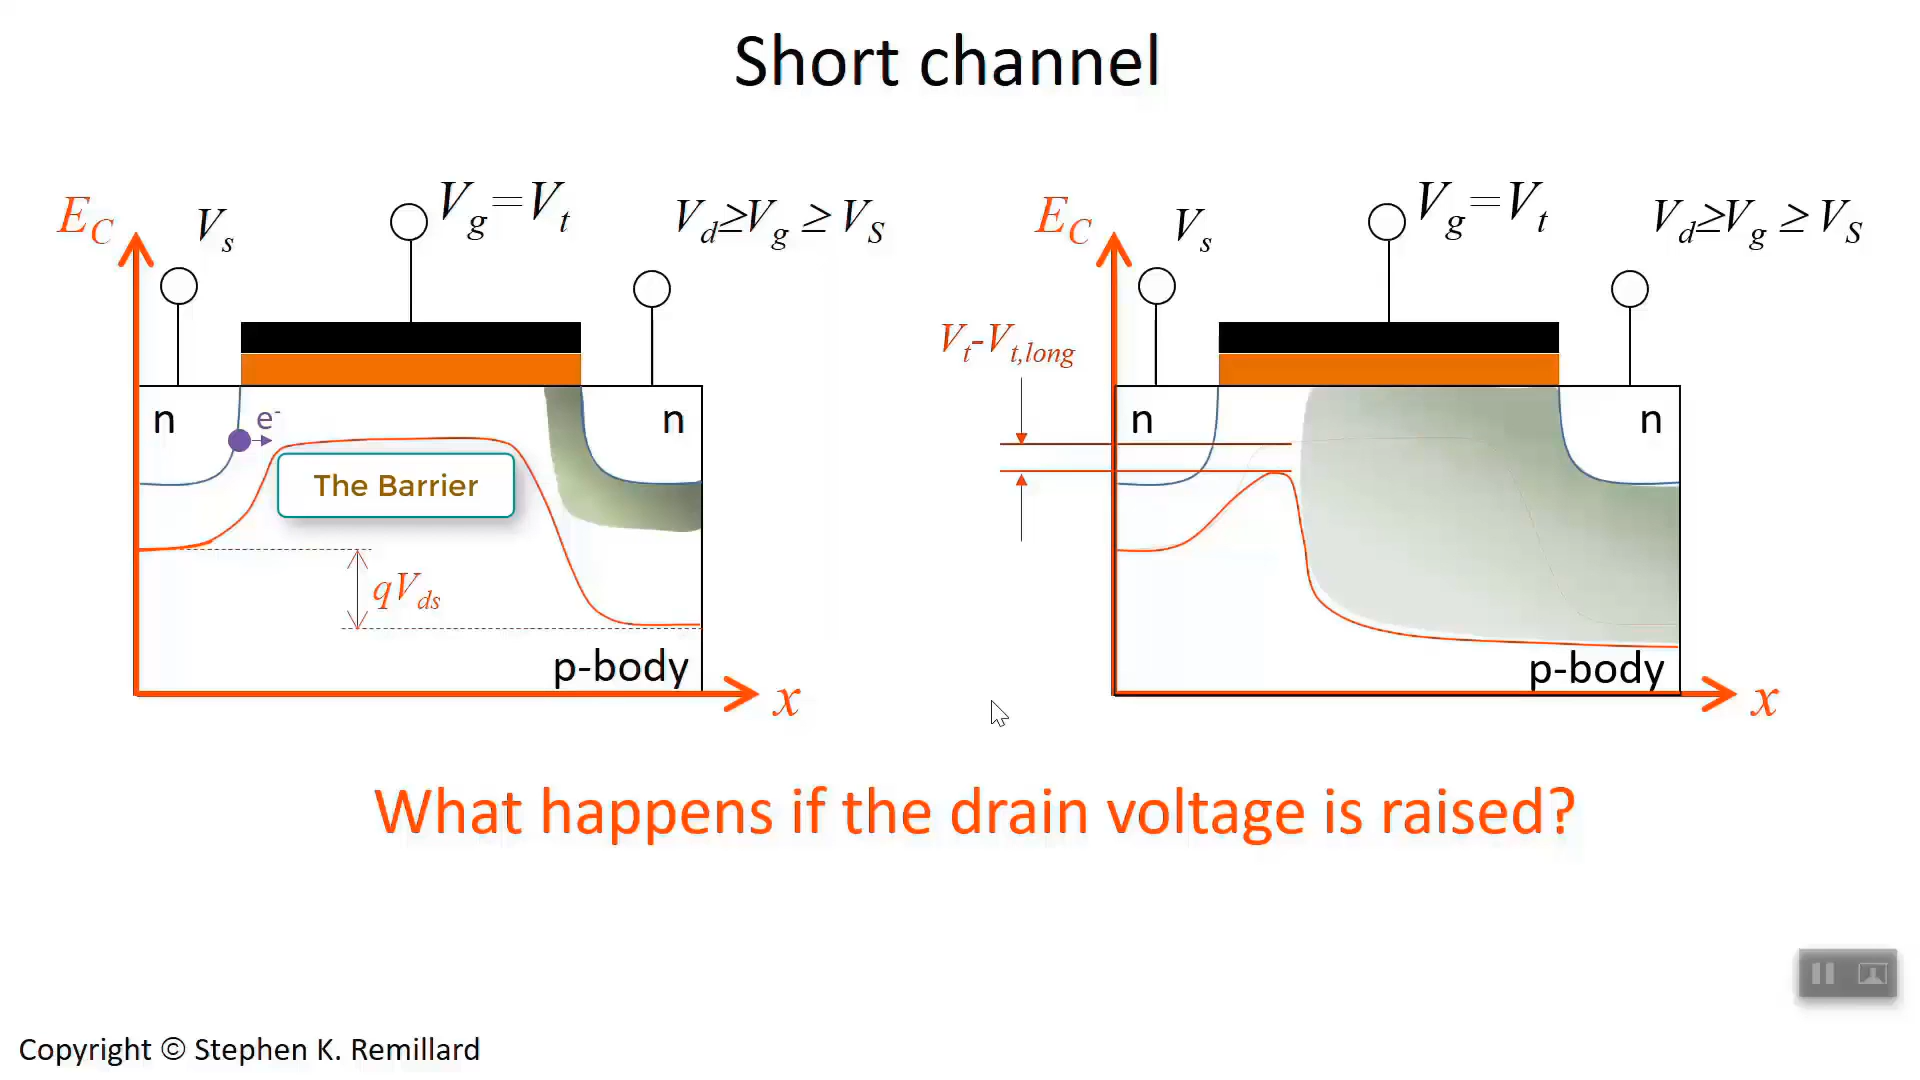 Short channel
E_C
V_s
V_g=V_t
V_d≥V_g ≥ V_S
n
e⁻
n
The Barrier
qV_ds
p-body
x
E_C
V_s
V_g=V_t
V_d≥V_g ≥ V_S
V_t-V_t,long
n
n
p-body
x
What happens if the drain voltage is raised?
Copyright © Stephen K. Remillard